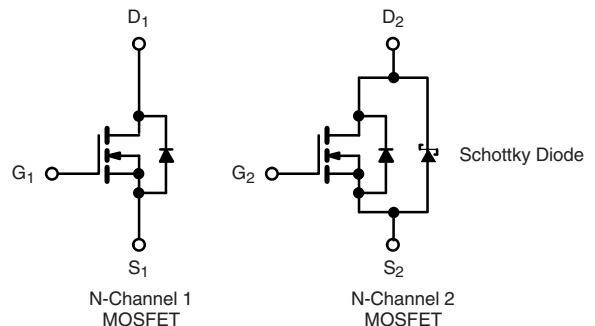 D1
D2
G1
G2
Schottky Diode
S1
S2
N-Channel 1
MOSFET
N-Channel 2
MOSFET